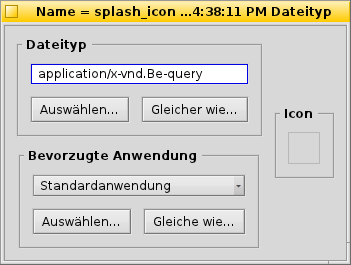 Name = splash_icon ...4:38:11 PM Dateityp
Dateityp
application/x-vnd.Be-query
Auswählen... Gleicher wie...
Icon
Bevorzugte Anwendung
Standardanwendung
Auswählen... Gleiche wie...